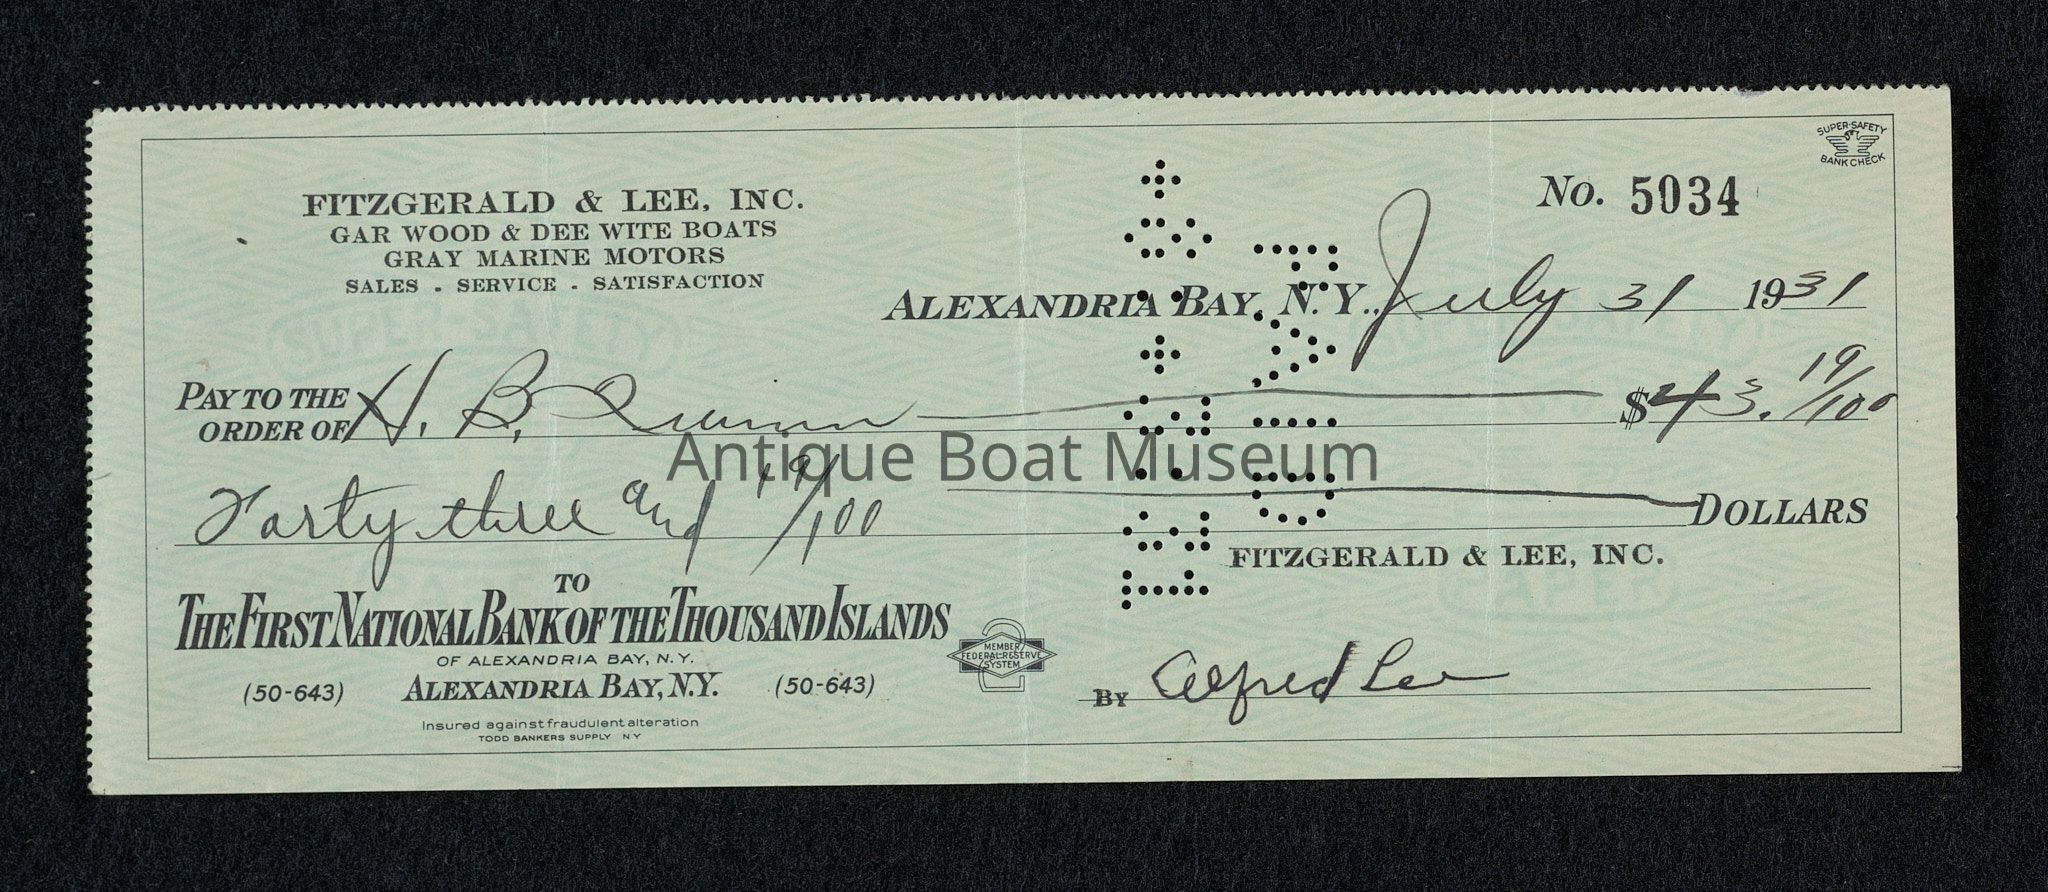 SUPER-SAFETY
BANK CHECK
FITZGERALD & LEE, INC.
GAR WOOD & DEE WITE BOATS
GRAY MARINE MOTORS
SALES . SERVICE . SATISFACTION
No. 5034
ALEXANDRIA BAY, N.Y. July 31 1931
SUPER-SAFETY
PAY TO THE
ORDER OF H. B. Quinn $43. 19/100
Antique Boat Museum
Forty three and 19/100 DOLLARS
FITZGERALD & LEE, INC.
TO
THE FIRST NATIONAL BANK OF THE THOUSAND ISLANDS
OF ALEXANDRIA BAY, N.Y.
(50-643) ALEXANDRIA BAY, N.Y. (50-643)
MEMBER
FEDERAL RESERVE
SYSTEM
By Alfred Lee
Insured against fraudulent alteration
TODD BANKERS SUPPLY NY